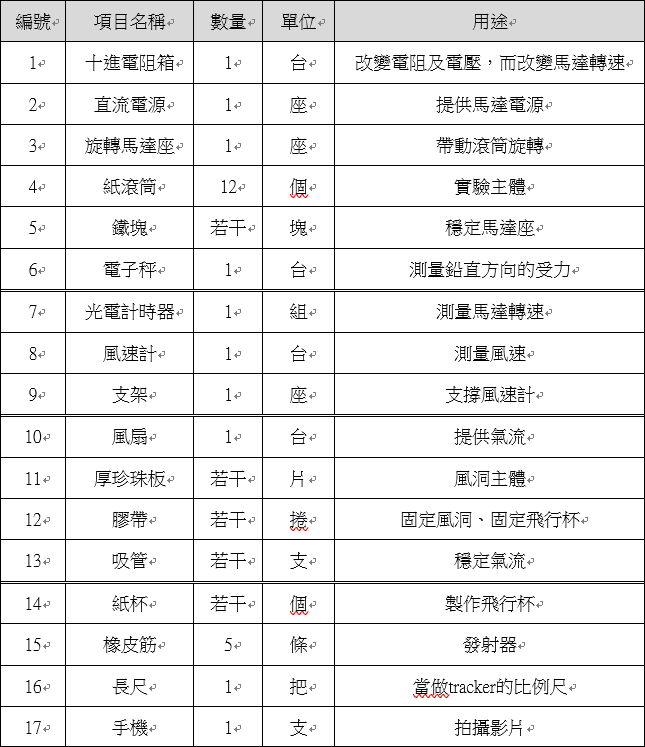 編號 項目名稱 數量 單位 用途
1 十進電阻箱 1 台 改變電阻及電壓，而改變馬達轉速
2 直流電源 1 座 提供馬達電源
3 旋轉馬達座 1 座 帶動滾筒旋轉
4 紙滾筒 12 個 實驗主體
5 鐵塊 若干 塊 穩定馬達座
6 電子秤 1 台 測量鉛直方向的受力
7 光電計時器 1 組 測量馬達轉速
8 風速計 1 台 測量風速
9 支架 1 座 支撐風速計
10 風扇 1 台 提供氣流
11 厚珍珠板 若干 片 風洞主體
12 膠帶 若干 捲 固定風洞、固定飛行杯
13 吸管 若干 支 穩定氣流
14 紙杯 若干 個 製作飛行杯
15 橡皮筋 5 條 發射器
16 長尺 1 把 當做tracker的比例尺
17 手機 1 支 拍攝影片